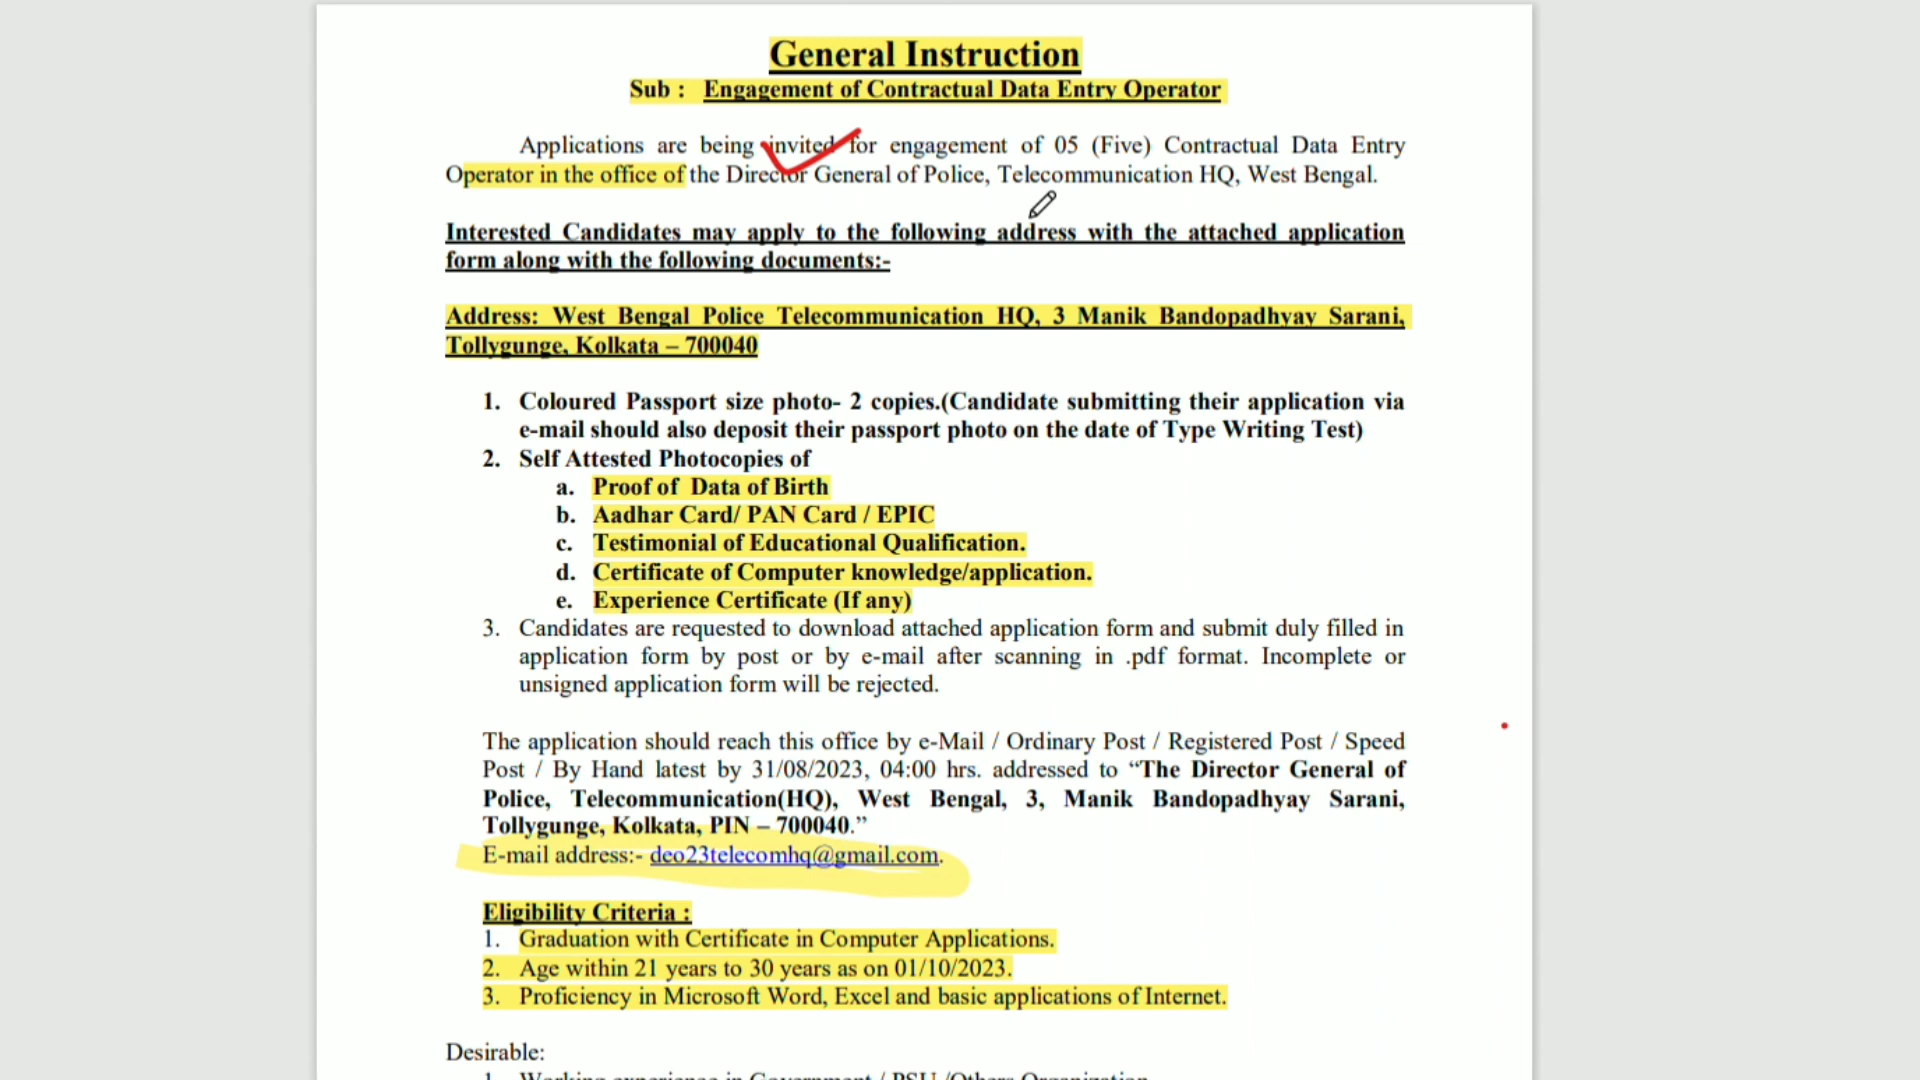 General Instruction
Sub : Engagement of Contractual Data Entry Operator
Applications are being invited for engagement of 05 (Five) Contractual Data Entry
Operator in the office of the Director General of Police, Telecommunication HQ, West Bengal.
Interested Candidates may apply to the following address with the attached application
form along with the following documents:-
Address: West Bengal Police Telecommunication HQ, 3 Manik Bandopadhyay Sarani,
Tollygunge, Kolkata – 700040
1. Coloured Passport size photo- 2 copies.(Candidate submitting their application via
e-mail should also deposit their passport photo on the date of Type Writing Test)
2. Self Attested Photocopies of
a. Proof of Data of Birth
b. Aadhar Card/ PAN Card / EPIC
c. Testimonial of Educational Qualification.
d. Certificate of Computer knowledge/application.
e. Experience Certificate (If any)
3. Candidates are requested to download attached application form and submit duly filled in
application form by post or by e-mail after scanning in .pdf format. Incomplete or
unsigned application form will be rejected.
The application should reach this office by e-Mail / Ordinary Post / Registered Post / Speed
Post / By Hand latest by 31/08/2023, 04:00 hrs. addressed to “The Director General of
Police, Telecommunication(HQ), West Bengal, 3, Manik Bandopadhyay Sarani,
Tollygunge, Kolkata, PIN – 700040.”
E-mail address:- deo23telecomhq@gmail.com.
Eligibility Criteria :
1. Graduation with Certificate in Computer Applications.
2. Age within 21 years to 30 years as on 01/10/2023.
3. Proficiency in Microsoft Word, Excel and basic applications of Internet.
Desirable:
1. Working experience in Government / PSU /Others Organization